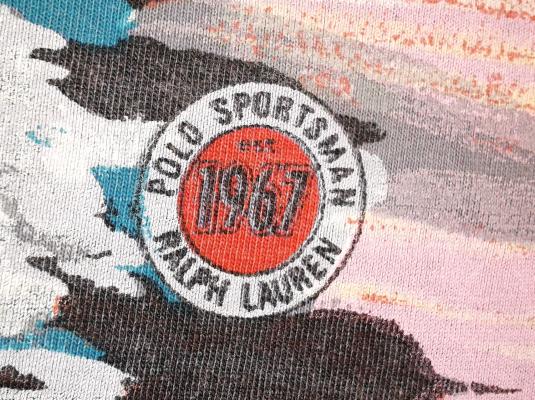 POLO SPORTSMAN
est.
1967
RALPH LAUREN